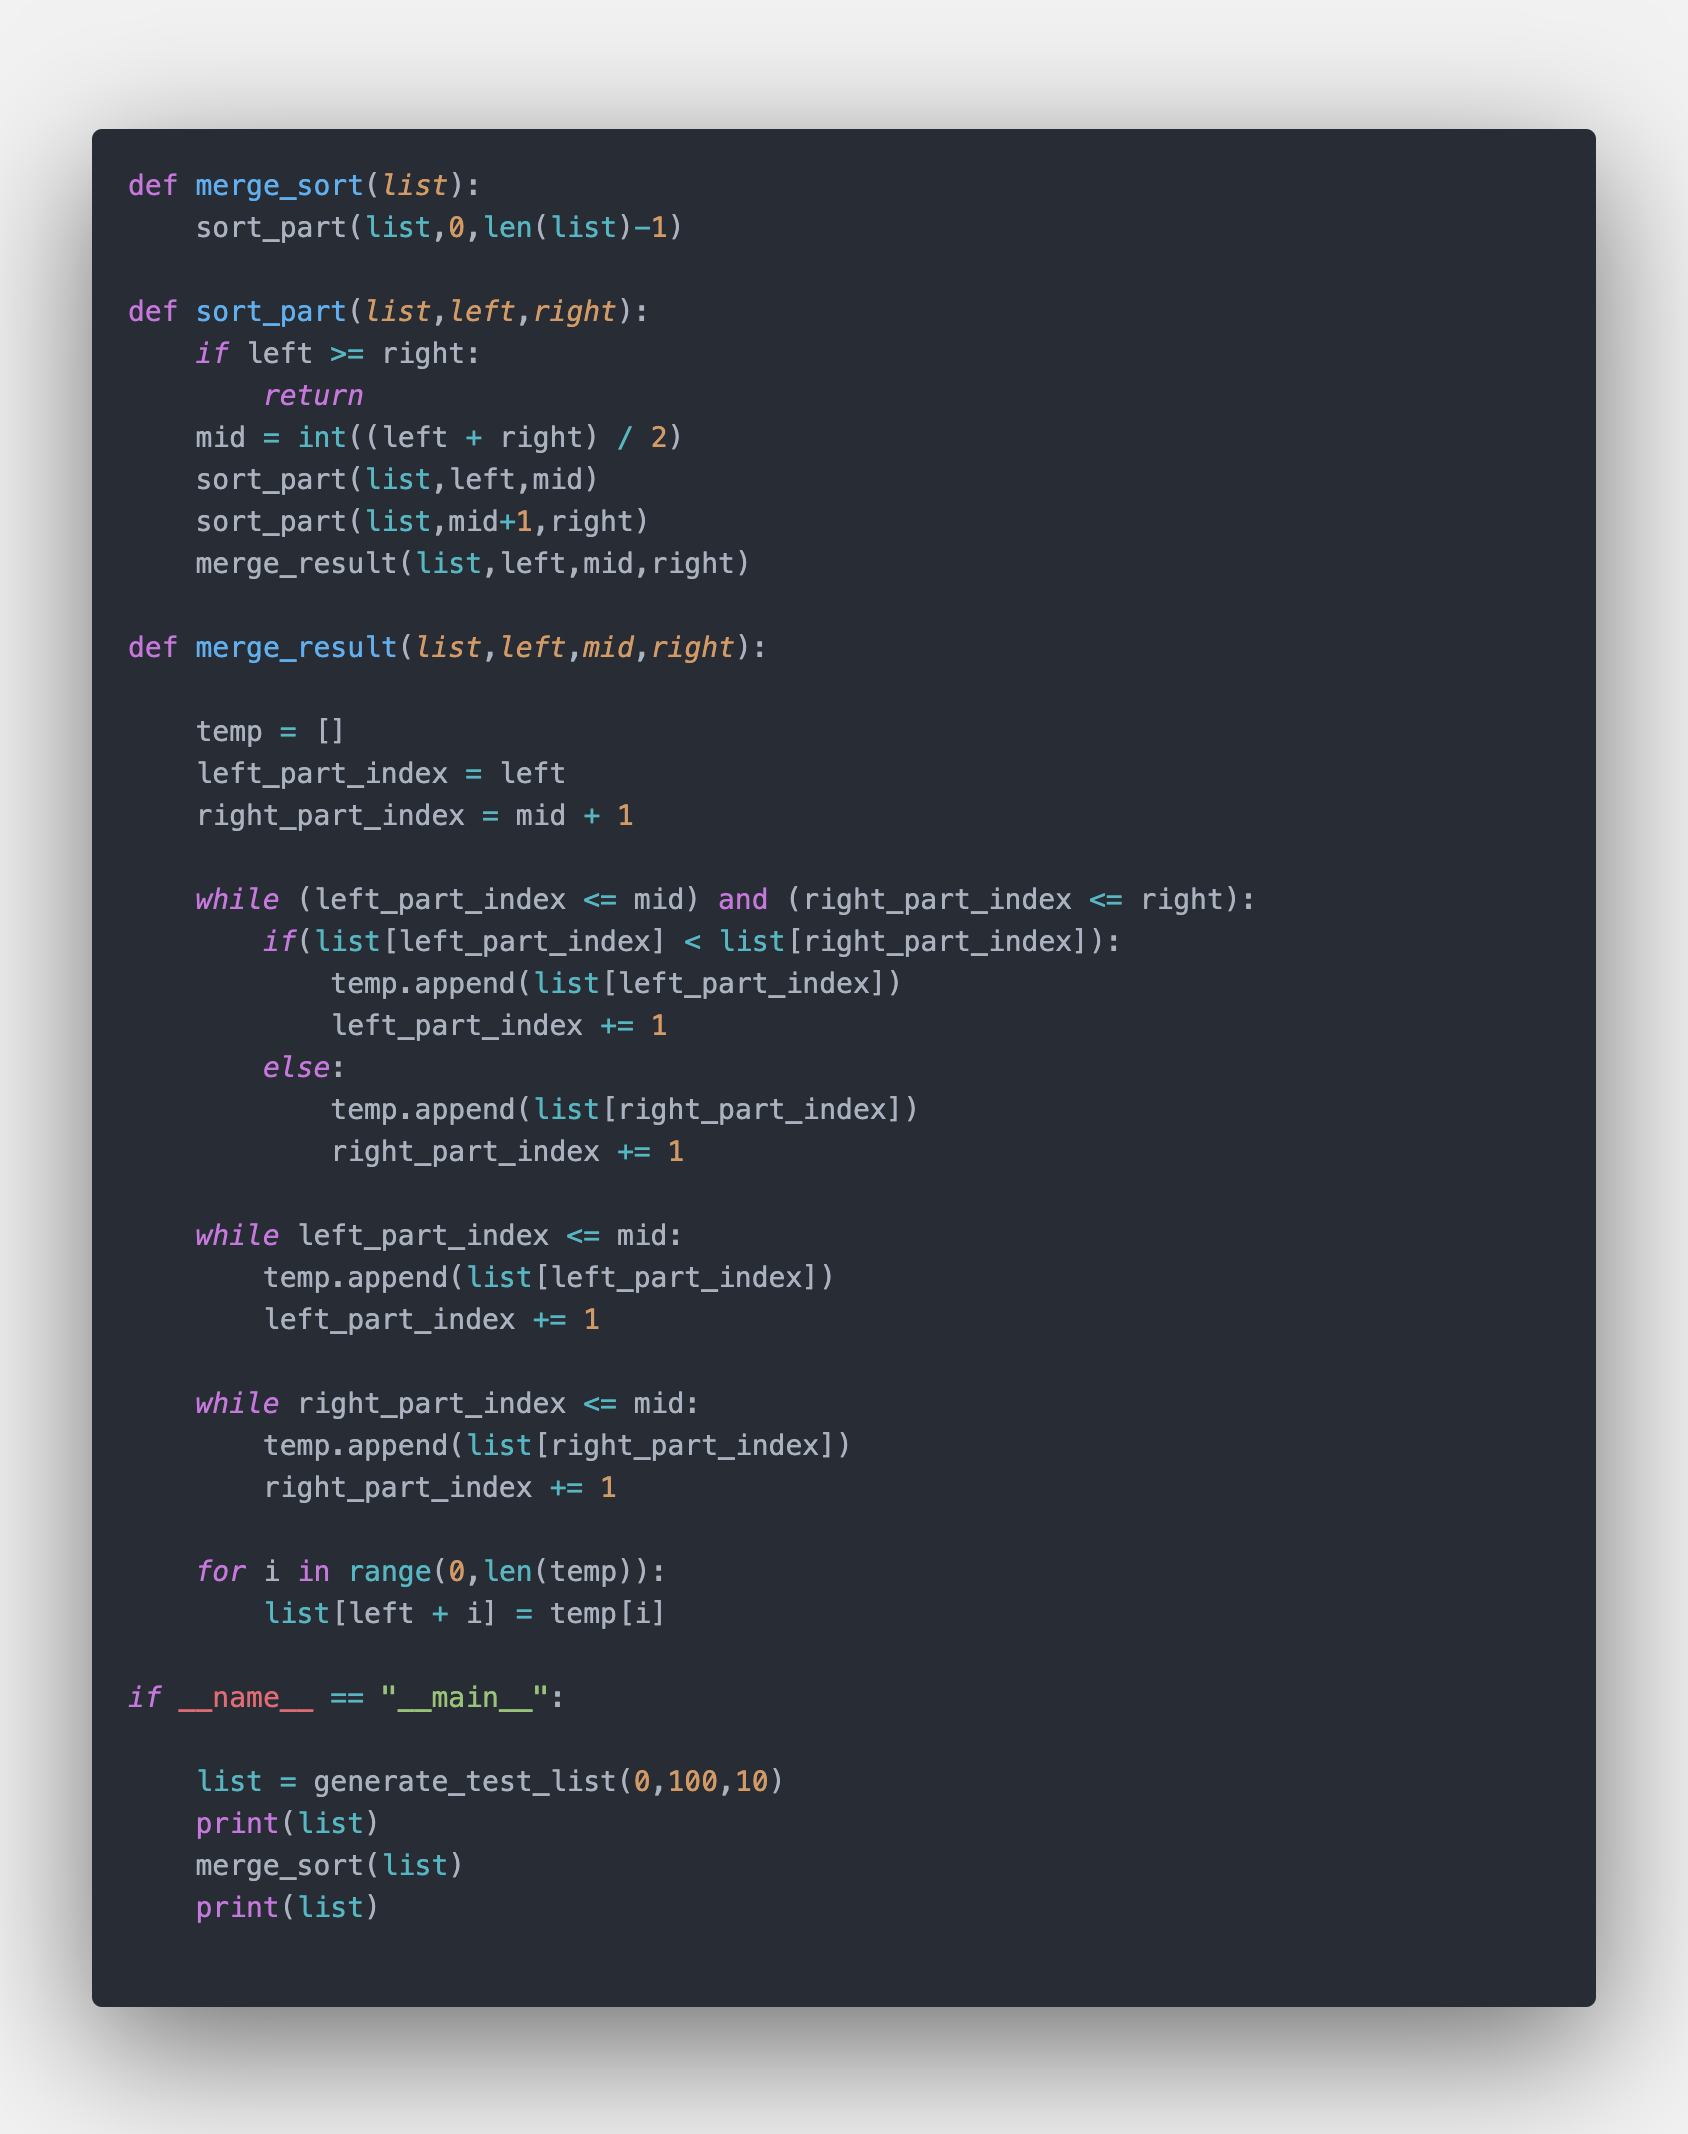 def merge_sort(list):
    sort_part(list,0,len(list)-1)

def sort_part(list,left,right):
    if left >= right:
        return
    mid = int((left + right) / 2)
    sort_part(list,left,mid)
    sort_part(list,mid+1,right)
    merge_result(list,left,mid,right)

def merge_result(list,left,mid,right):

    temp = []
    left_part_index = left
    right_part_index = mid + 1

    while (left_part_index <= mid) and (right_part_index <= right):
        if(list[left_part_index] < list[right_part_index]):
            temp.append(list[left_part_index])
            left_part_index += 1
        else:
            temp.append(list[right_part_index])
            right_part_index += 1

    while left_part_index <= mid:
        temp.append(list[left_part_index])
        left_part_index += 1

    while right_part_index <= mid:
        temp.append(list[right_part_index])
        right_part_index += 1

    for i in range(0,len(temp)):
        list[left + i] = temp[i]

if __name__ == "__main__":

    list = generate_test_list(0,100,10)
    print(list)
    merge_sort(list)
    print(list)